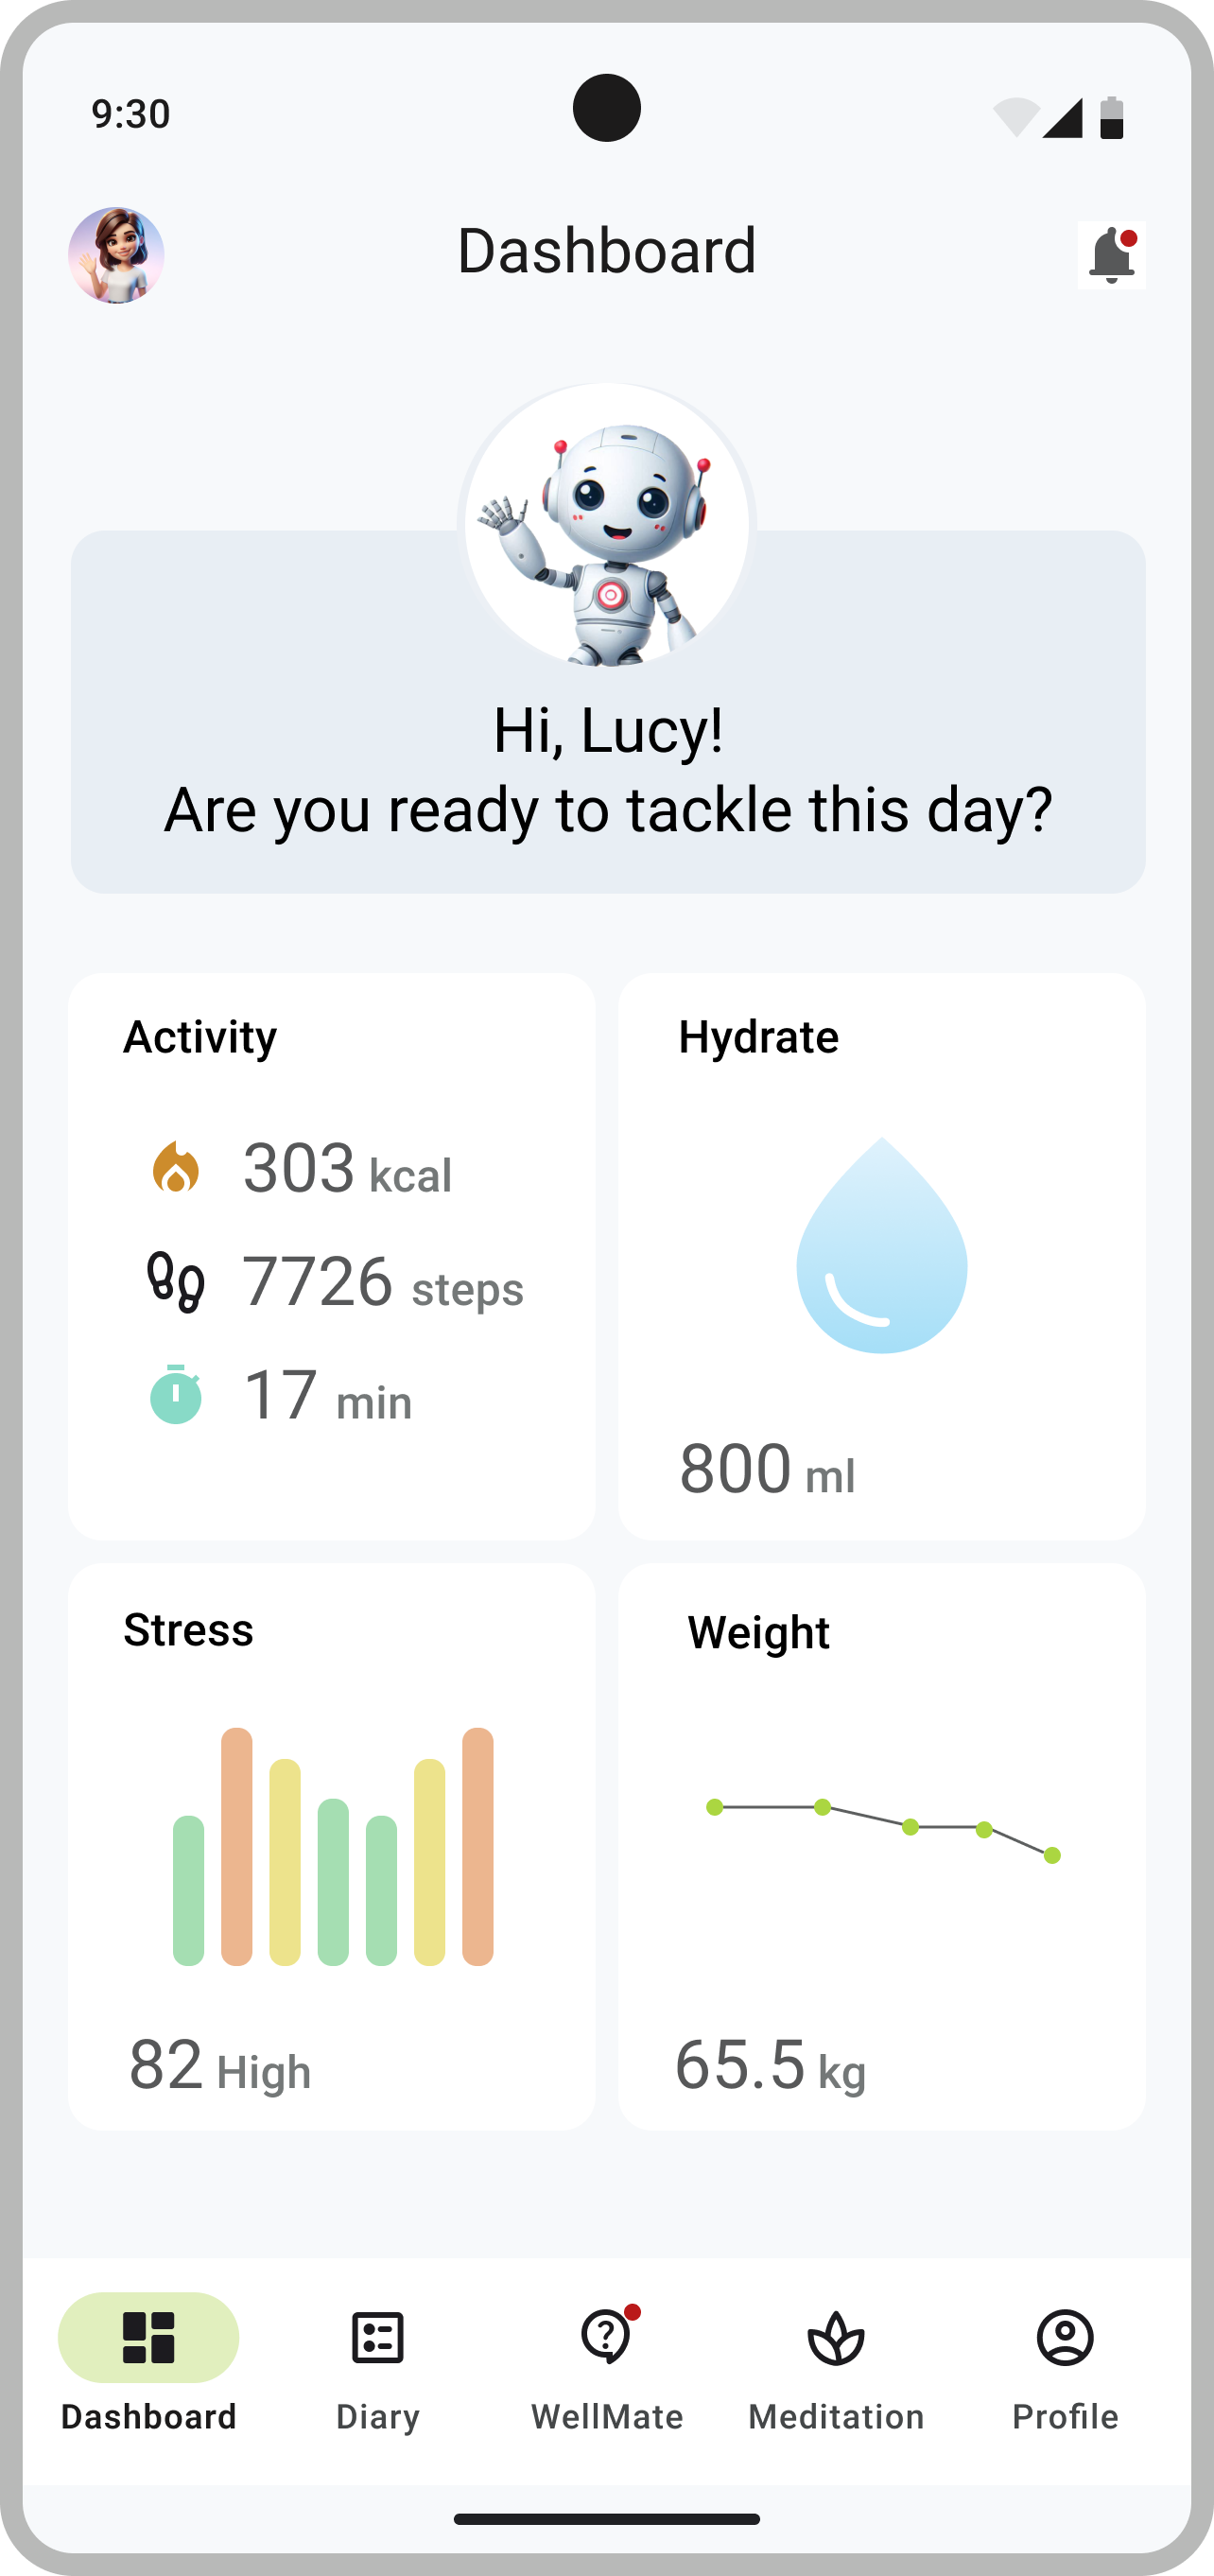 9:30
Dashboard
Hi, Lucy!
Are you ready to tackle this day?
Activity
303 kcal
7726 steps
17 min
Hydrate
800 ml
Stress
82 High
Weight
65.5 kg
Dashboard
Diary
WellMate
Meditation
Profile